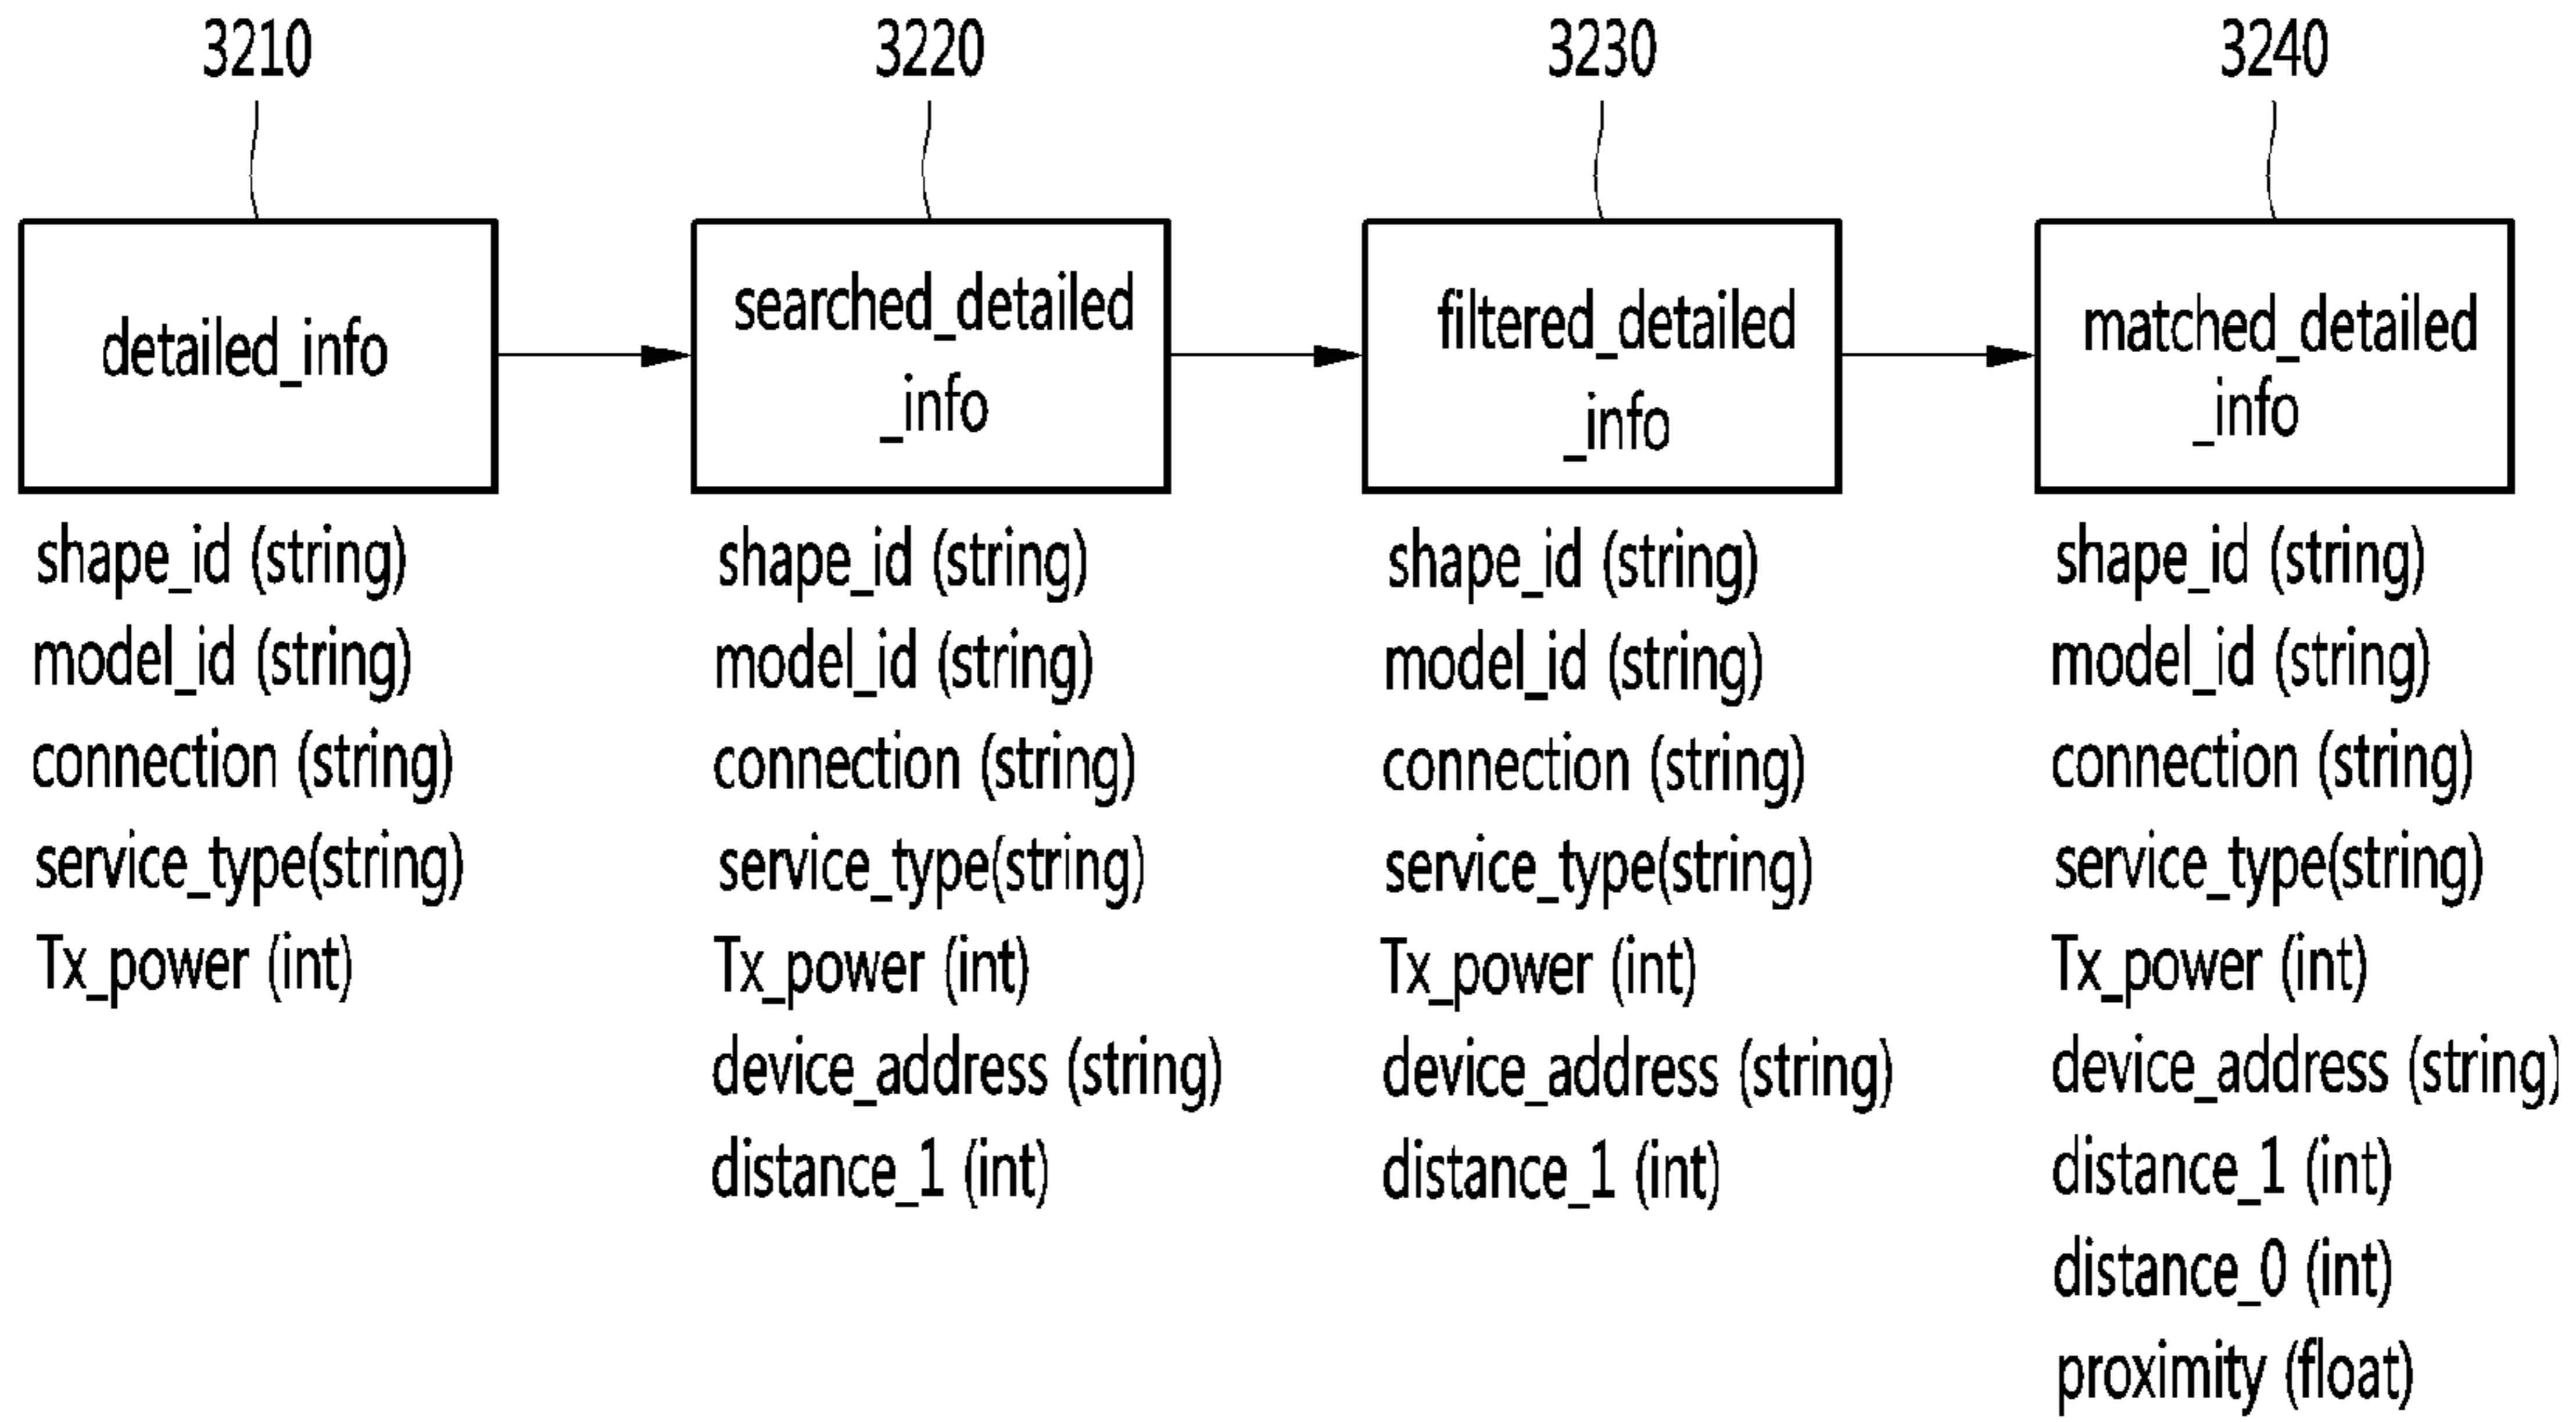 3210
3220
3230
3240
detailed_info
searched_detailed
_info
filtered_detailed
_info
matched_detailed
_info
shape_id (string)
model_id (string)
connection (string)
service_type(string)
Tx_power (int)
shape_id (string)
model_id (string)
connection (string)
service_type(string)
Tx_power (int)
device_address (string)
distance_1 (int)
shape_id (string)
model_id (string)
connection (string)
service_type(string)
Tx_power (int)
device_address (string)
distance_1 (int)
shape_id (string)
model_id (string)
connection (string)
service_type(string)
Tx_power (int)
device_address (string)
distance_1 (int)
distance_0 (int)
proximity (float)